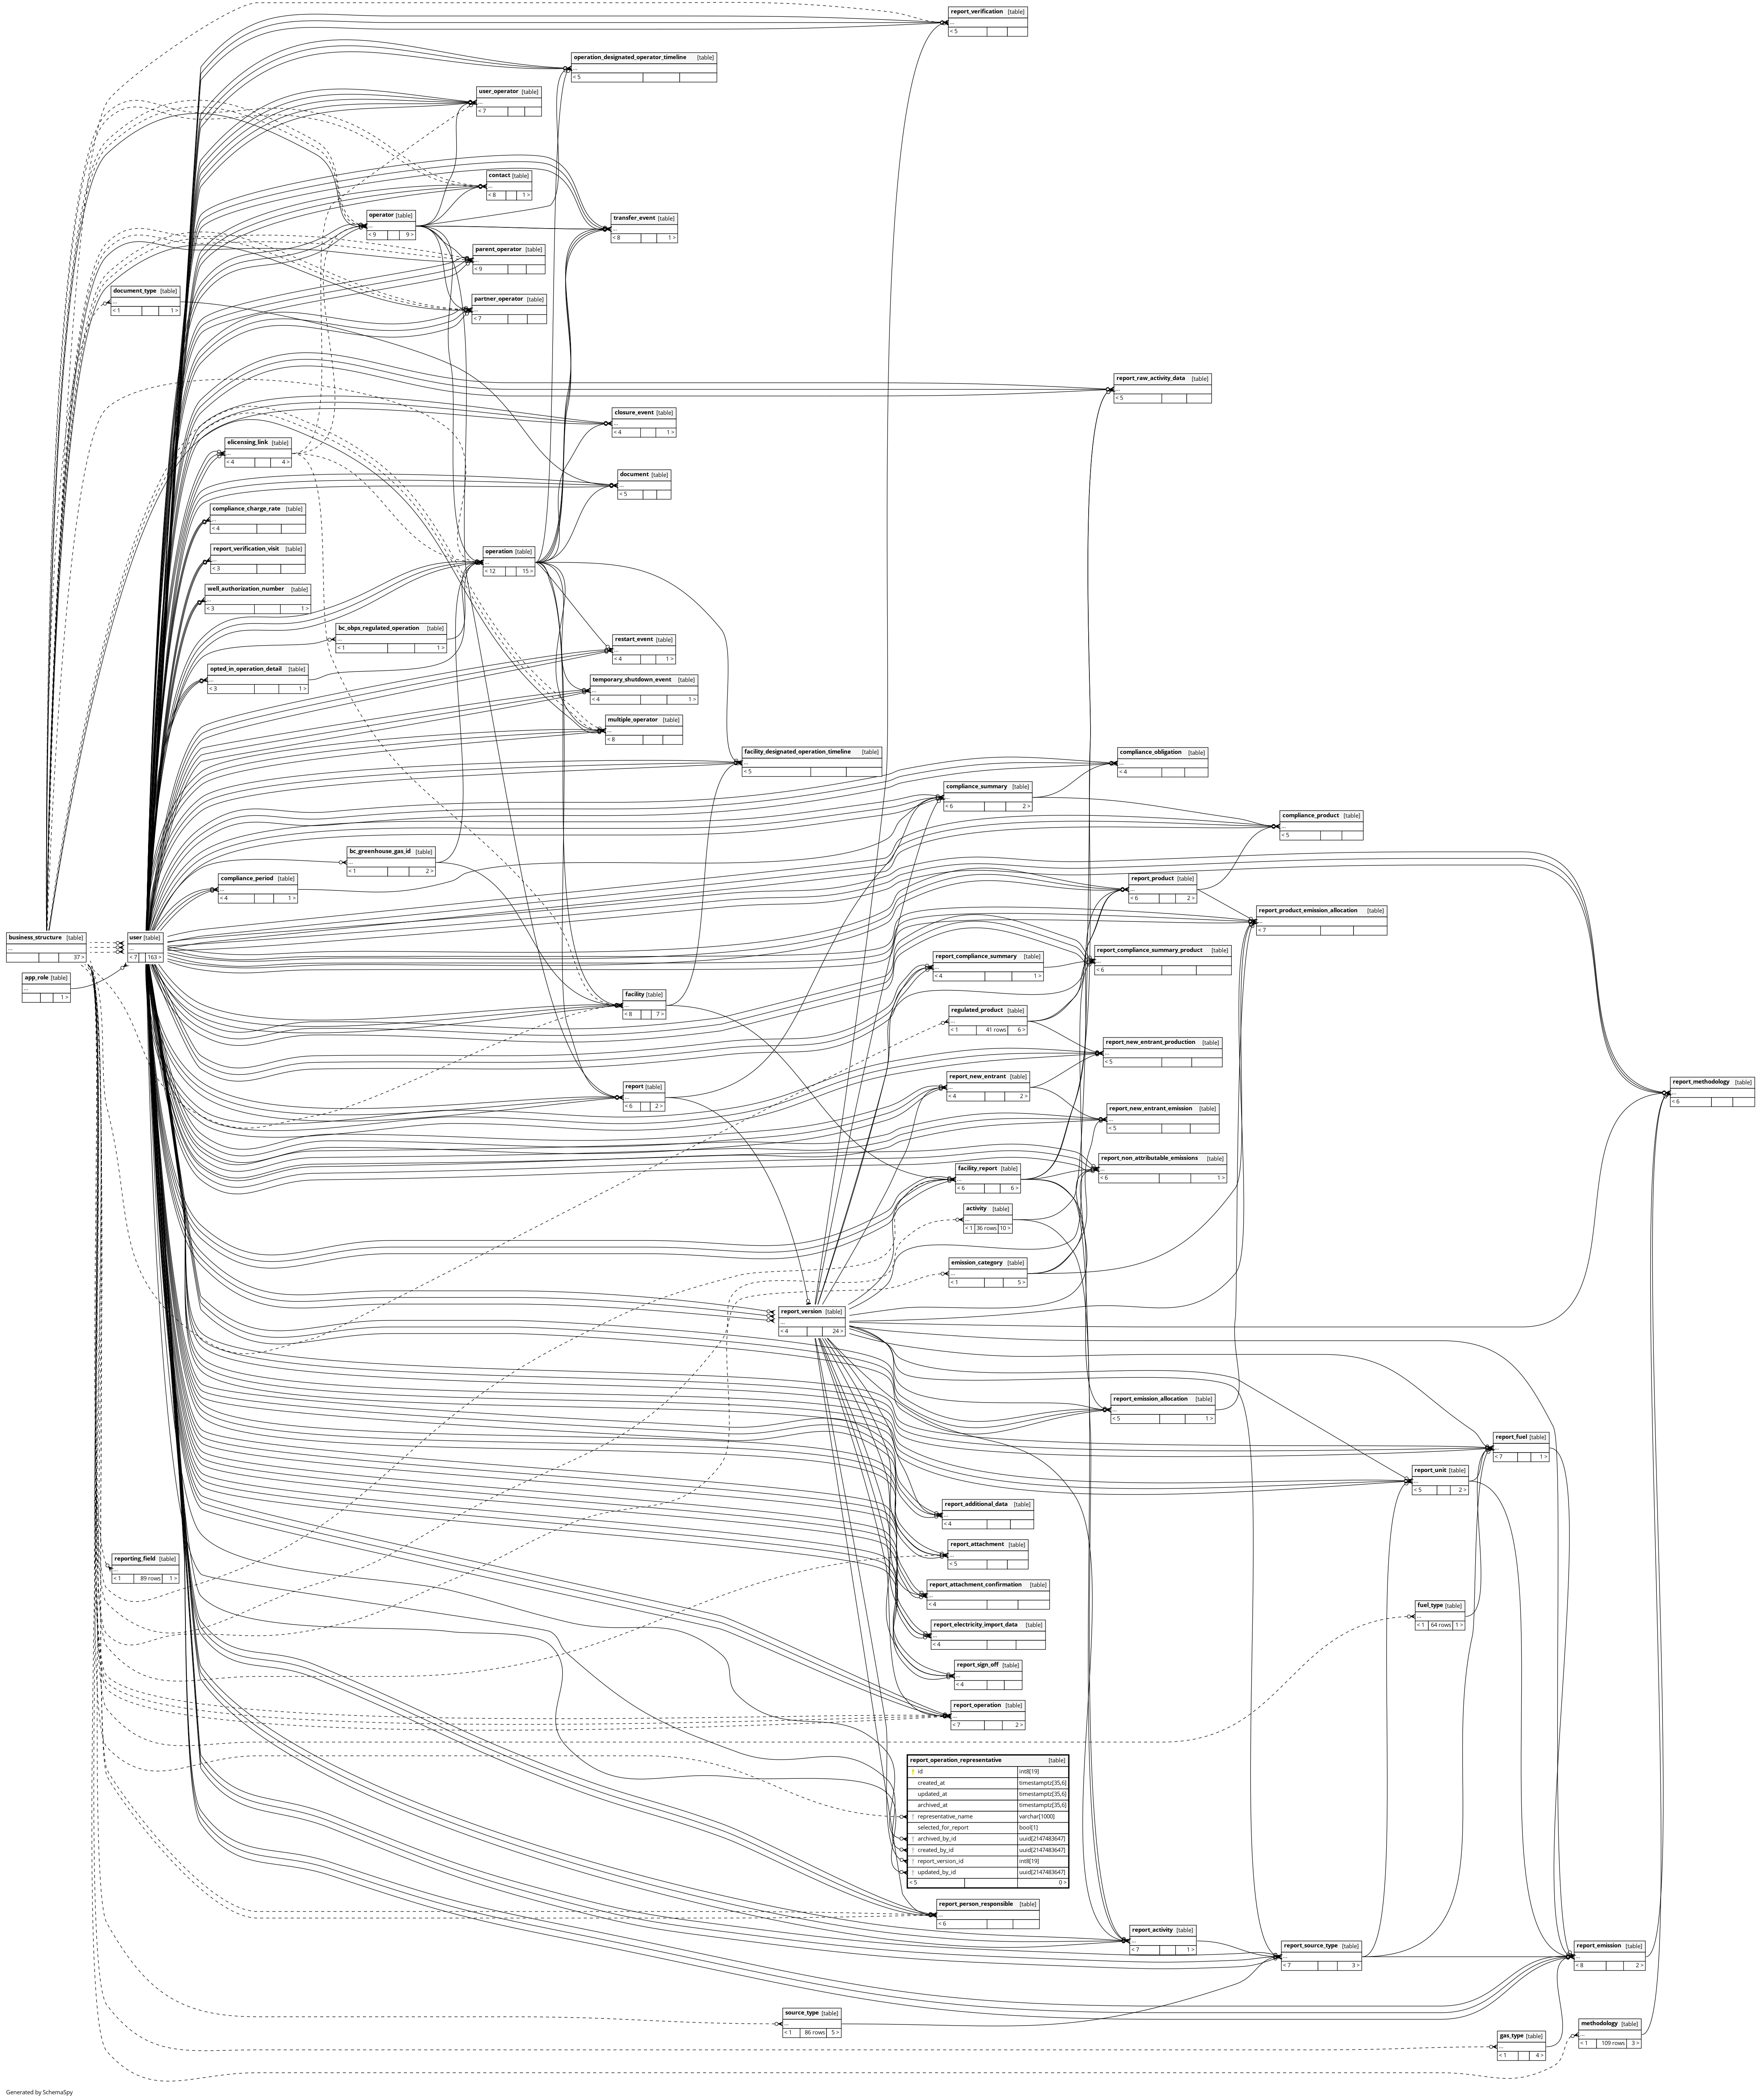 report_verification [table]
...
< 5
operation_designated_operator_timeline [table]
...
< 5
user_operator [table]
...
< 7
contact [table]
...
< 8 1 >
operator [table]
...
< 9 9 >
transfer_event [table]
...
< 8 1 >
parent_operator [table]
...
< 9
document_type [table]
...
< 1 1 >
partner_operator [table]
...
< 7
report_raw_activity_data [table]
...
< 5
closure_event [table]
...
< 4 1 >
elicensing_link [table]
...
< 4 4 >
document [table]
...
< 5
compliance_charge_rate [table]
...
< 4
report_verification_visit [table]
...
< 3
operation [table]
...
< 12 15 >
well_authorization_number [table]
...
< 3 1 >
bc_obps_regulated_operation [table]
...
< 1 1 >
restart_event [table]
...
< 4 1 >
opted_in_operation_detail [table]
...
< 3 1 >
temporary_shutdown_event [table]
...
< 4 1 >
multiple_operator [table]
...
< 8
facility_designated_operation_timeline [table]
...
< 5
compliance_obligation [table]
...
< 4
compliance_summary [table]
...
< 6 2 >
compliance_product [table]
...
< 5
bc_greenhouse_gas_id [table]
...
< 1 2 >
compliance_period [table]
...
< 4 1 >
report_product [table]
...
< 6 2 >
report_product_emission_allocation [table]
...
< 7
business_structure [table]
...
37 >
user [table]
...
< 7 163 >
report_compliance_summary_product [table]
...
< 6
report_compliance_summary [table]
...
< 4 1 >
app_role [table]
...
1 >
facility [table]
...
< 8 7 >
regulated_product [table]
...
< 1 41 rows 6 >
report_new_entrant_production [table]
...
< 5
report_new_entrant [table]
...
< 4 2 >
report [table]
...
< 6 2 >
report_methodology [table]
...
< 6
report_new_entrant_emission [table]
...
< 5
report_non_attributable_emissions [table]
...
< 6 1 >
facility_report [table]
...
< 6 6 >
activity [table]
...
< 1 36 rows 10 >
emission_category [table]
...
< 1 5 >
report_version [table]
...
< 4 24 >
report_emission_allocation [table]
...
< 5 1 >
report_fuel [table]
...
< 7 1 >
report_unit [table]
...
< 5 2 >
report_additional_data [table]
...
< 4
report_attachment [table]
...
< 5
reporting_field [table]
...
< 1 89 rows 1 >
report_attachment_confirmation [table]
...
< 4
fuel_type [table]
...
< 1 64 rows 1 >
report_electricity_import_data [table]
...
< 4
report_sign_off [table]
...
< 4
report_operation [table]
...
< 7 2 >
report_operation_representative [table]
id int8[19]
created_at timestamptz[35,6]
updated_at timestamptz[35,6]
archived_at timestamptz[35,6]
representative_name varchar[1000]
selected_for_report bool[1]
archived_by_id uuid[2147483647]
created_by_id uuid[2147483647]
report_version_id int8[19]
updated_by_id uuid[2147483647]
< 5 0 >
report_person_responsible [table]
...
< 6
report_activity [table]
...
< 7 1 >
report_source_type [table]
...
< 7 3 >
report_emission [table]
...
< 8 2 >
source_type [table]
...
< 1 86 rows 5 >
methodology [table]
...
< 1 109 rows 3 >
gas_type [table]
...
< 1 4 >
Generated by SchemaSpy